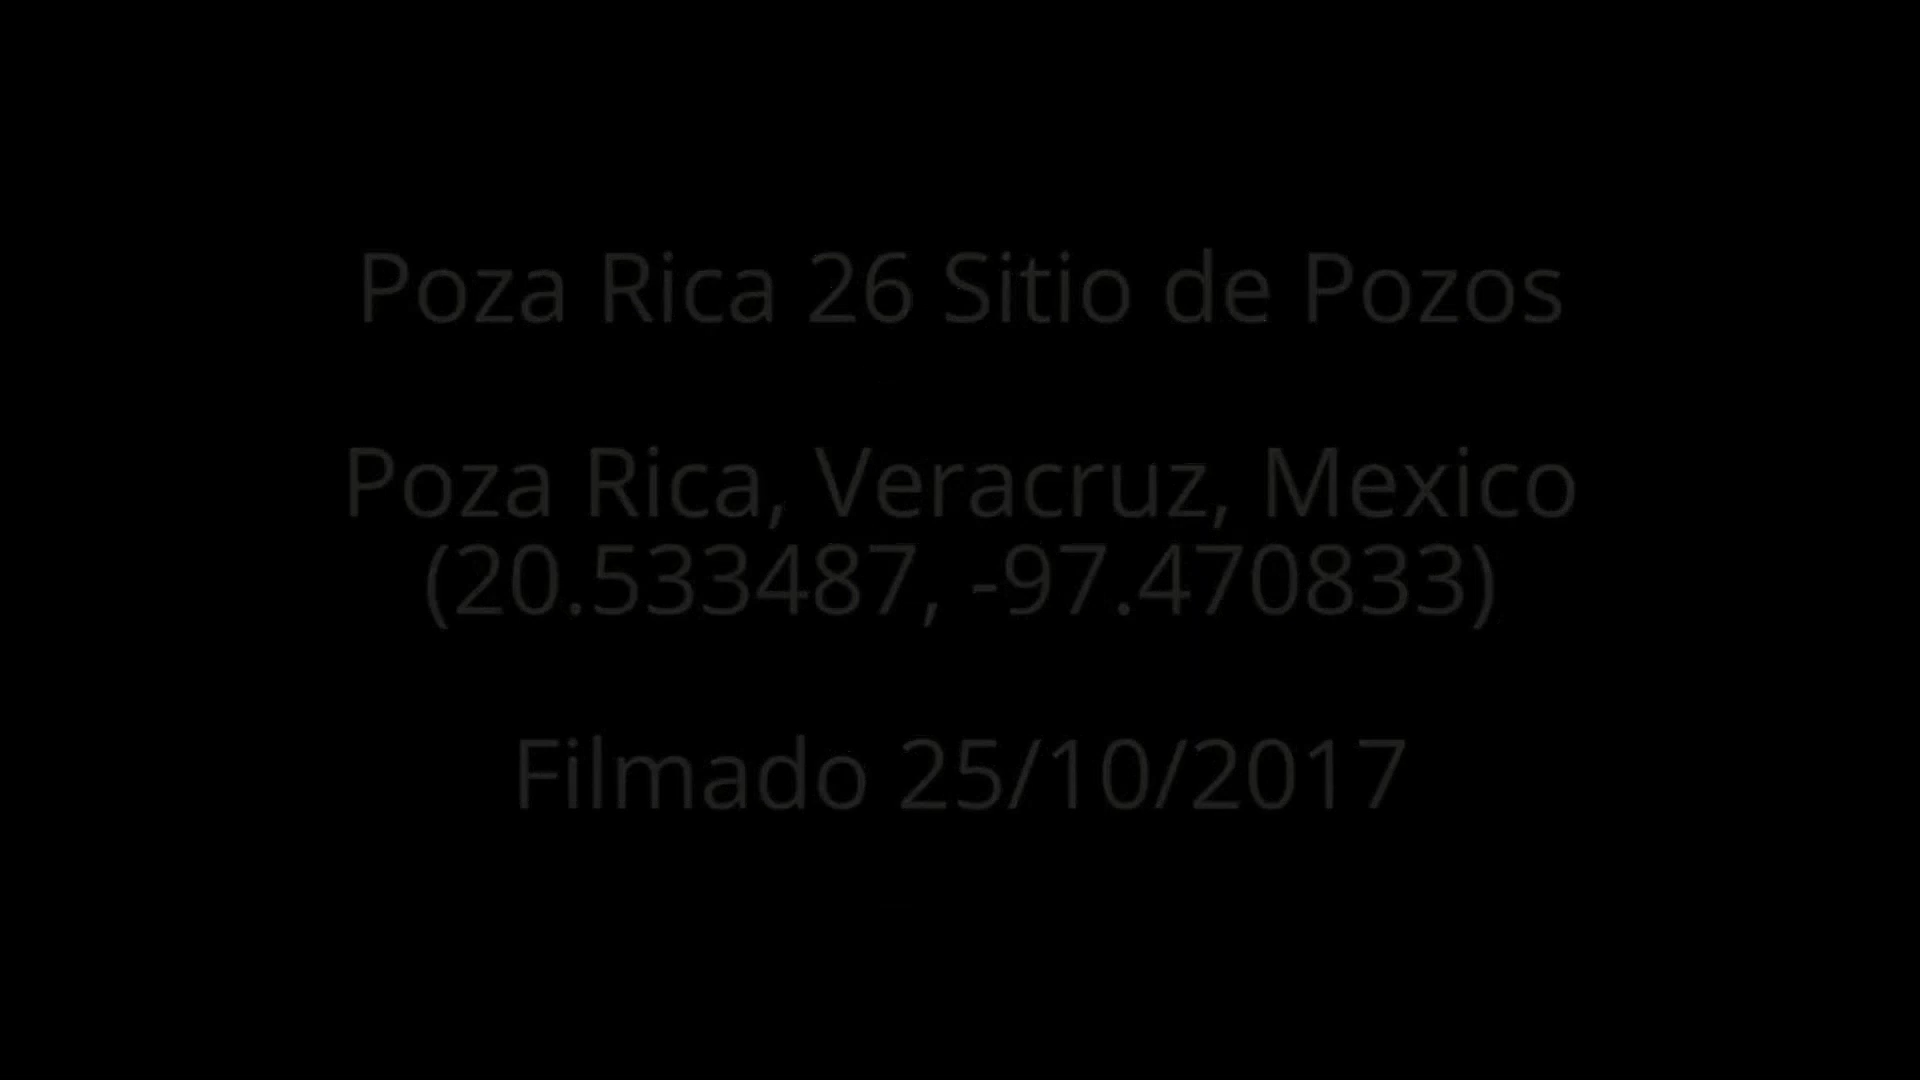 Poza Rica 26 Sitio de Pozos
Poza Rica, Veracruz, Mexico
(20.533487, -97.470833)
Filmado 25/10/2017